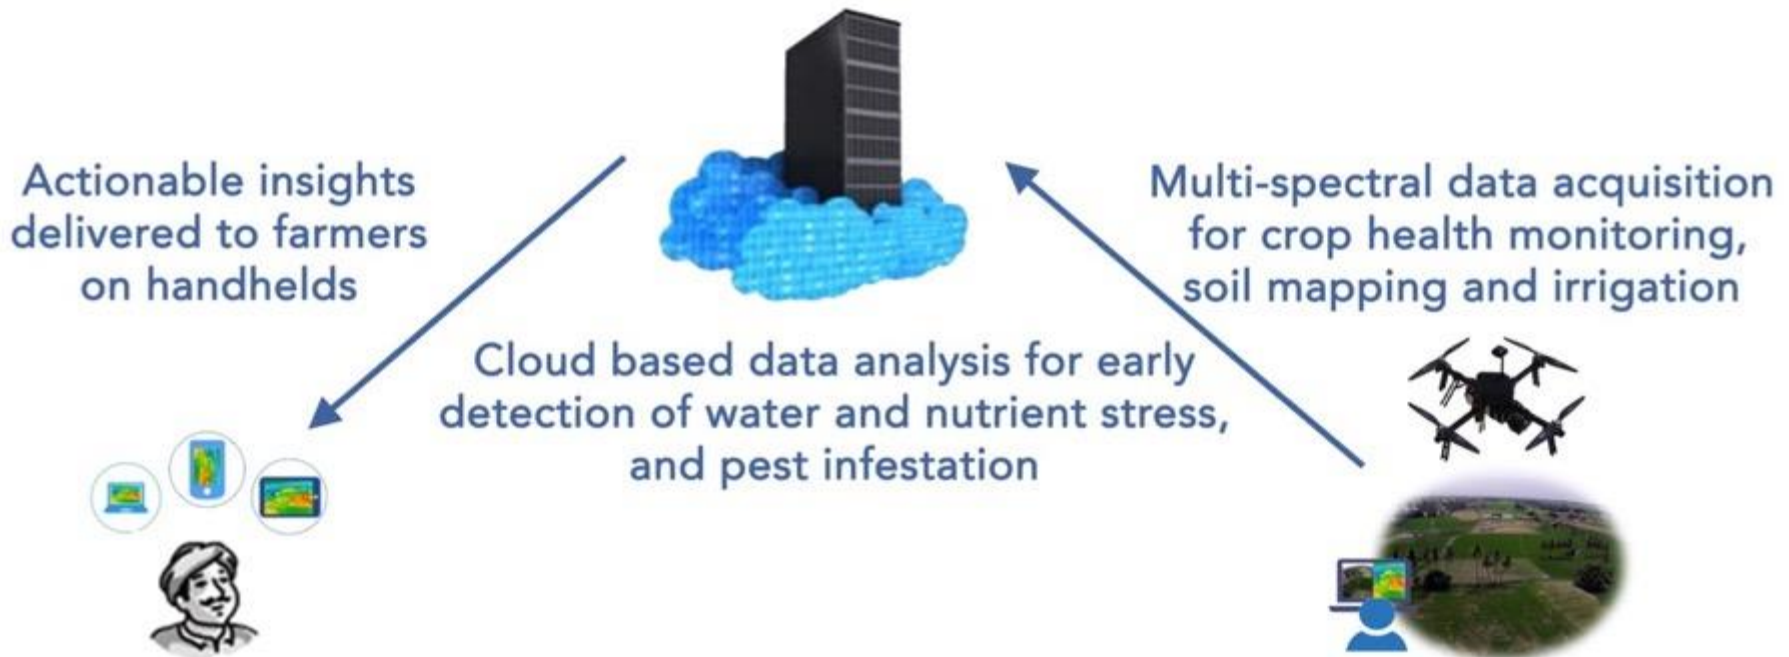 Actionable insights
delivered to farmers
on handhelds
Multi-spectral data acquisition
for crop health monitoring,
soil mapping and irrigation
Cloud based data analysis for early
detection of water and nutrient stress,
and pest infestation